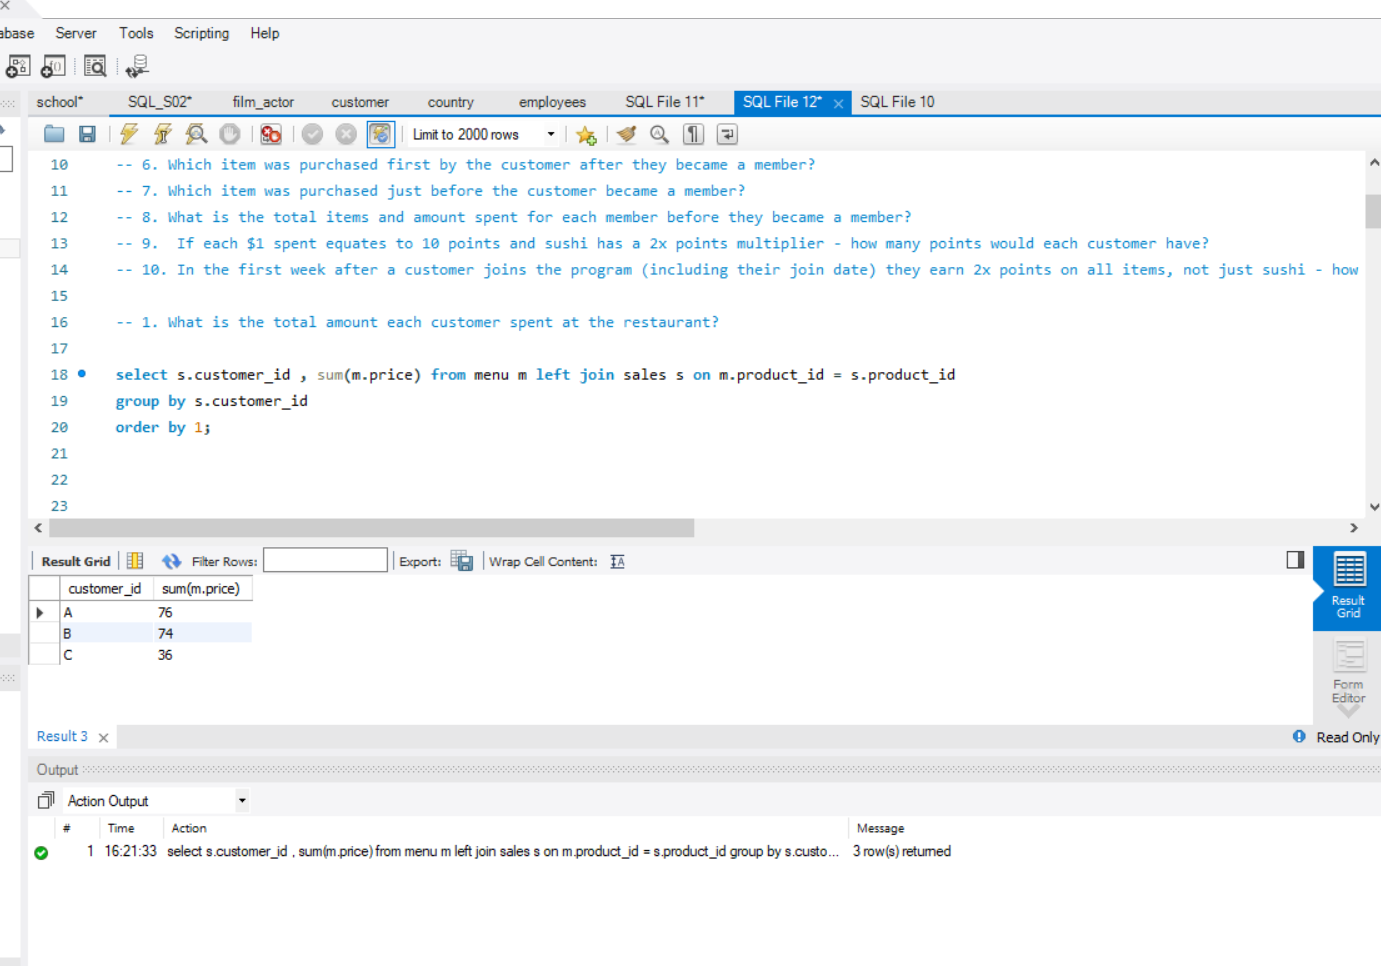 abase Server Tools Scripting Help
school* SQL_S02* film_actor customer country employees SQL File 11* SQL File 12* SQL File 10
Limit to 2000 rows
10 -- 6. Which item was purchased first by the customer after they became a member?
11 -- 7. Which item was purchased just before the customer became a member?
12 -- 8. What is the total items and amount spent for each member before they became a member?
13 -- 9.  If each $1 spent equates to 10 points and sushi has a 2x points multiplier - how many points would each customer have?
14 -- 10. In the first week after a customer joins the program (including their join date) they earn 2x points on all items, not just sushi - how
15
16 -- 1. What is the total amount each customer spent at the restaurant?
17
18 select s.customer_id , sum(m.price) from menu m left join sales s on m.product_id = s.product_id
19 group by s.customer_id
20 order by 1;
21
22
23
Result Grid Filter Rows: Export: Wrap Cell Content:
customer_id sum(m.price)
A 76
B 74
C 36
Result
Grid
Form
Editor
Result 3 Read Only
Output
Action Output
# Time Action Message
1 16:21:33 select s.customer_id , sum(m.price) from menu m left join sales s on m.product_id = s.product_id group by s.custo... 3 row(s) returned